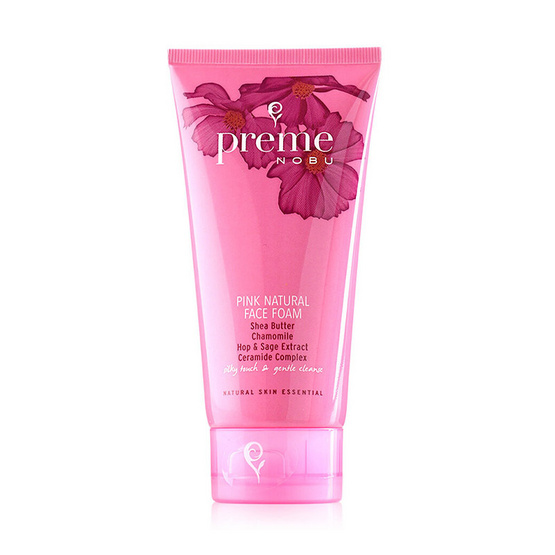 preme
NOBU
PINK NATURAL
FACE FOAM
Shea Butter
Chamomile
Hop & Sage Extract
Ceramide Complex
silky touch & gentle cleanse
NATURAL SKIN ESSENTIAL